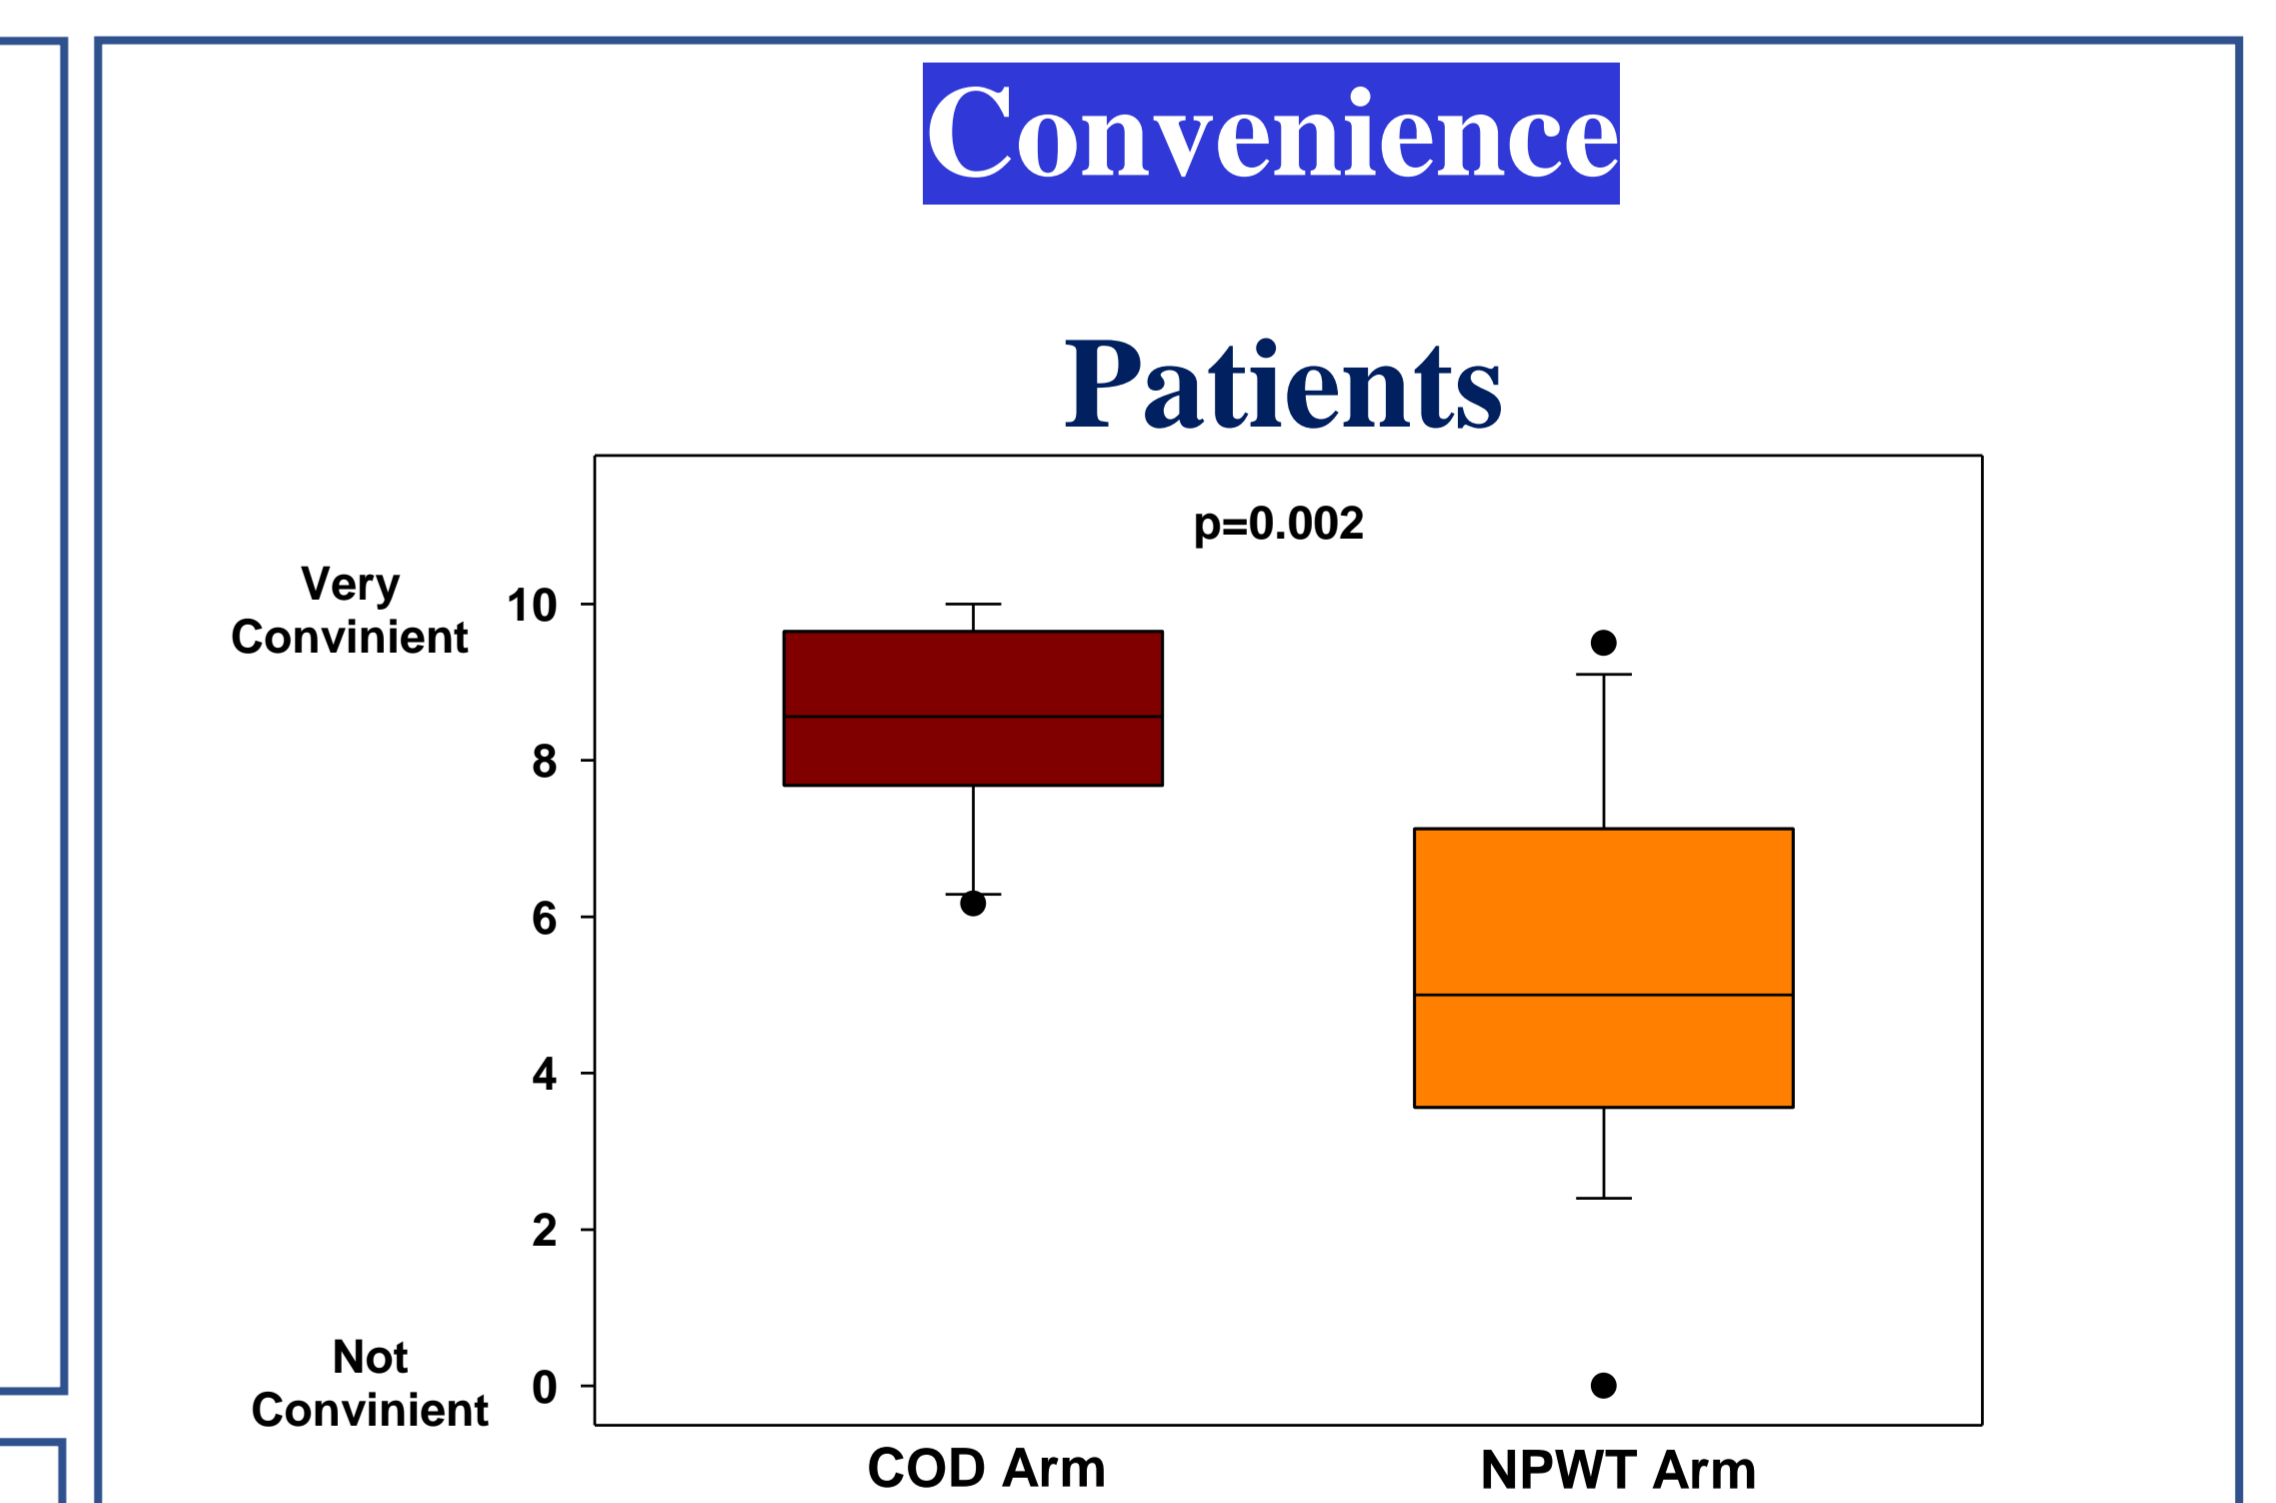 Convenience
Patients
p=0.002
Very
Convinient
10
8
6
4
2
0
Not
Convinient
COD Arm
NPWT Arm